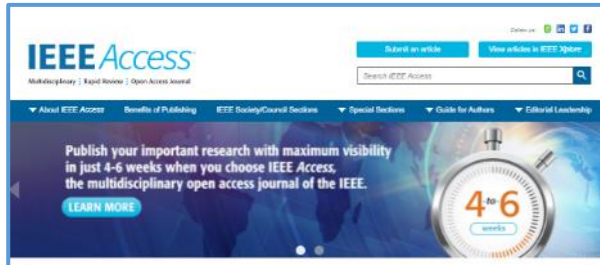 Follow us:
IEEE Access
Submit an article
View articles in IEEE Xplore
Multidisciplinary | Rapid Review | Open Access Journal
Search IEEE Access
About IEEE Access
Benefits of Publishing
IEEE Society/Council Sections
Special Sections
Guide for Authors
Editorial Leadership
Publish your important research with maximum visibility
in just 4-6 weeks when you choose IEEE Access,
the multidisciplinary open access journal of the IEEE.
LEARN MORE
4-to-6
weeks